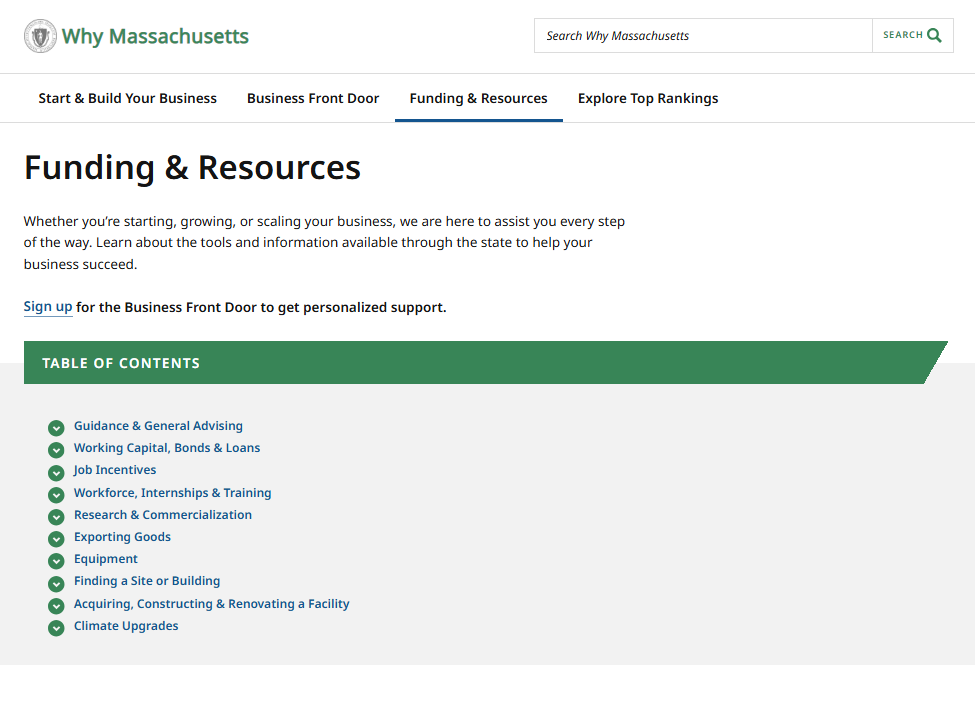 Why Massachusetts
Search Why Massachusetts
SEARCH
Start & Build Your Business
Business Front Door
Funding & Resources
Explore Top Rankings
Funding & Resources
Whether you’re starting, growing, or scaling your business, we are here to assist you every step
of the way. Learn about the tools and information available through the state to help your
business succeed.
Sign up for the Business Front Door to get personalized support.
TABLE OF CONTENTS
Guidance & General Advising
Working Capital, Bonds & Loans
Job Incentives
Workforce, Internships & Training
Research & Commercialization
Exporting Goods
Equipment
Finding a Site or Building
Acquiring, Constructing & Renovating a Facility
Climate Upgrades